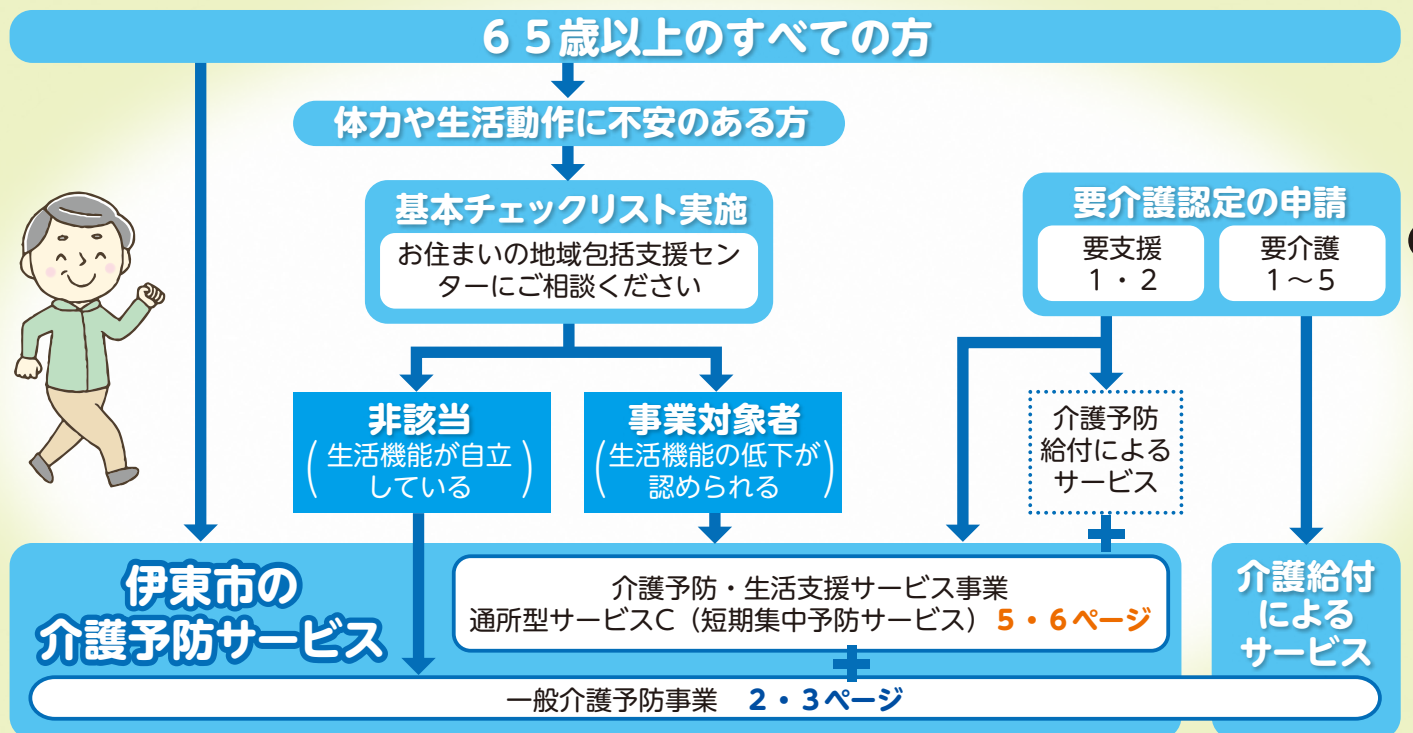 ６５歳以上のすべての方
体力や生活動作に不安のある方
基本チェックリスト実施
お住まいの地域包括支援セン
ターにご相談ください
要介護認定の申請
要支援
１・２
要介護
１～５
非該当
（生活機能が自立
している）
事業対象者
（生活機能の低下が
認められる）
介護予防
給付による
サービス
伊東市の
介護予防サービス
介護予防・生活支援サービス事業
通所型サービスC（短期集中予防サービス）５・６ページ
介護給付
による
サービス
一般介護予防事業　２・３ページ